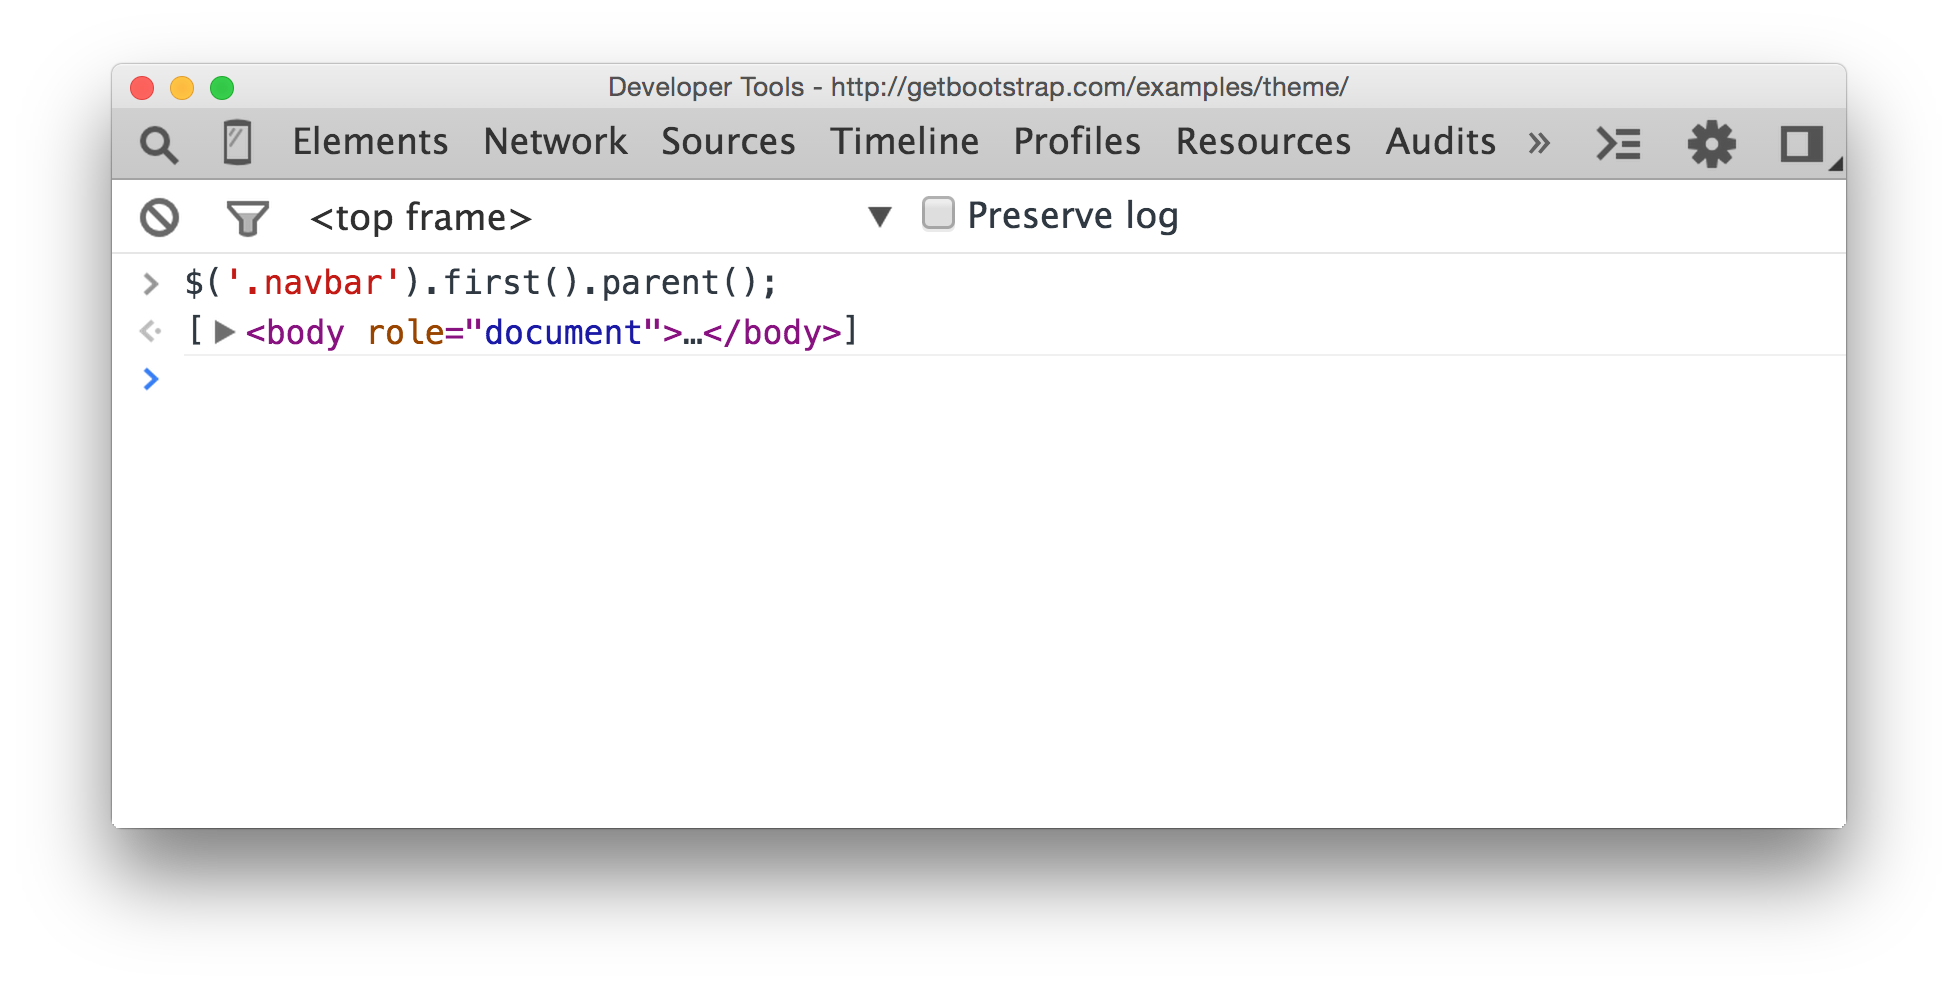 Developer Tools - http://getbootstrap.com/examples/theme/
Elements Network Sources Timeline Profiles Resources Audits »
<top frame> ▼ Preserve log
$('.navbar').first().parent();
[▶<body role="document">…</body>]